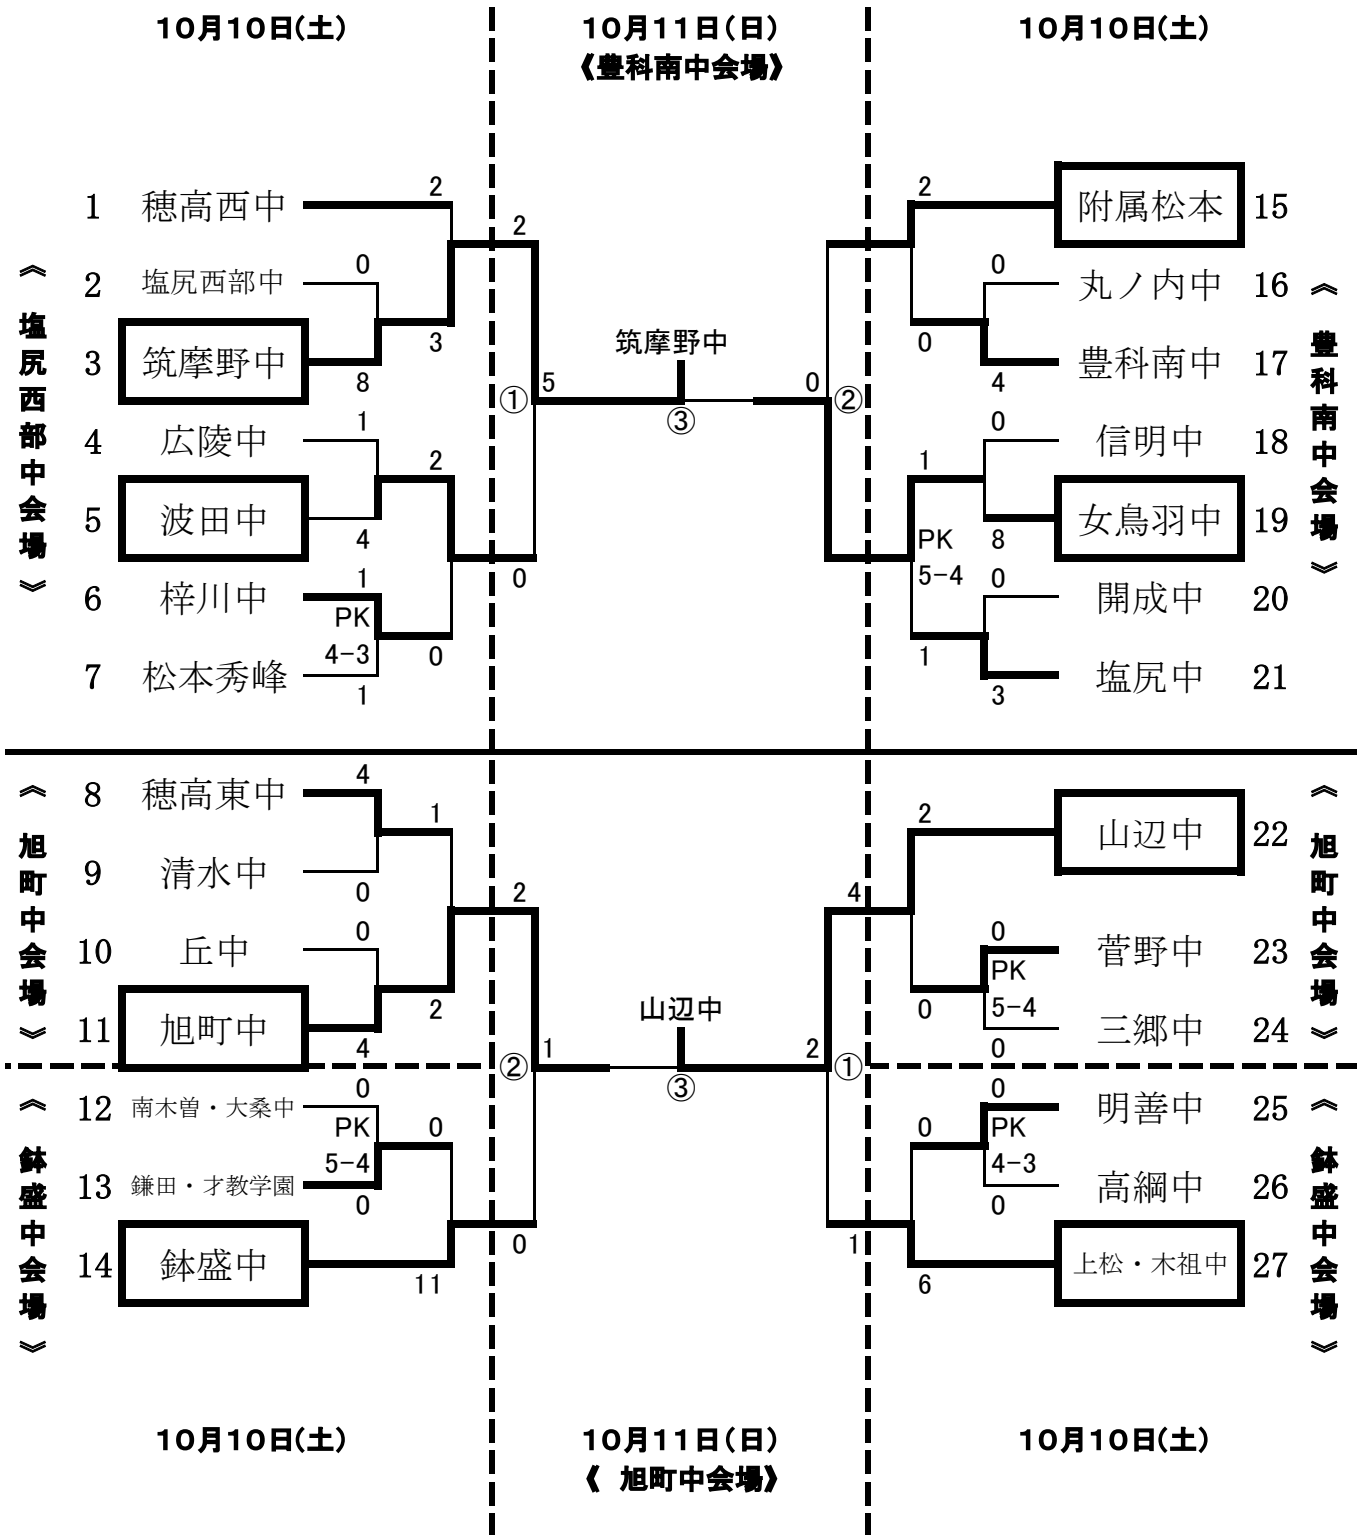 10月10日(土)
10月11日(日)
《豊科南中会場》
10月10日(土)
《 塩尻西部中会場 》
1 穂高西中 2
2 塩尻西部中 0
3 筑摩野中 8
3
4 広陵中 1
5 波田中 4
2
6 梓川中 1
PK
4-3
7 松本秀峰 1
0
2
①
0
5
筑摩野中
③
0
②
2
附属松本 15
0 丸ノ内中 16
0
4 豊科南中 17
0 信明中 18
1
8 女鳥羽中 19
PK
5-4
0 開成中 20
1
3 塩尻中 21
《 豊科南中会場 》
《 旭町中会場 》
8 穂高東中 4
1
9 清水中 0
10 丘中 0
2
11 旭町中 4
《 鉢盛中会場 》
12 南木曽・大桑中 0
PK
5-4
0
13 鎌田・才教学園 0
14 鉢盛中 11
2
②
0
1
山辺中
③
2
①
4
1
2
山辺中 22
0 菅野中 23
PK
5-4
0
三郷中 24
0
《 旭町中会場 》
0 明善中 25
0
PK
4-3
高綱中 26
0
6 上松・木祖中 27
《 鉢盛中会場 》
10月10日(土)
10月11日(日)
《 旭町中会場》
10月10日(土)